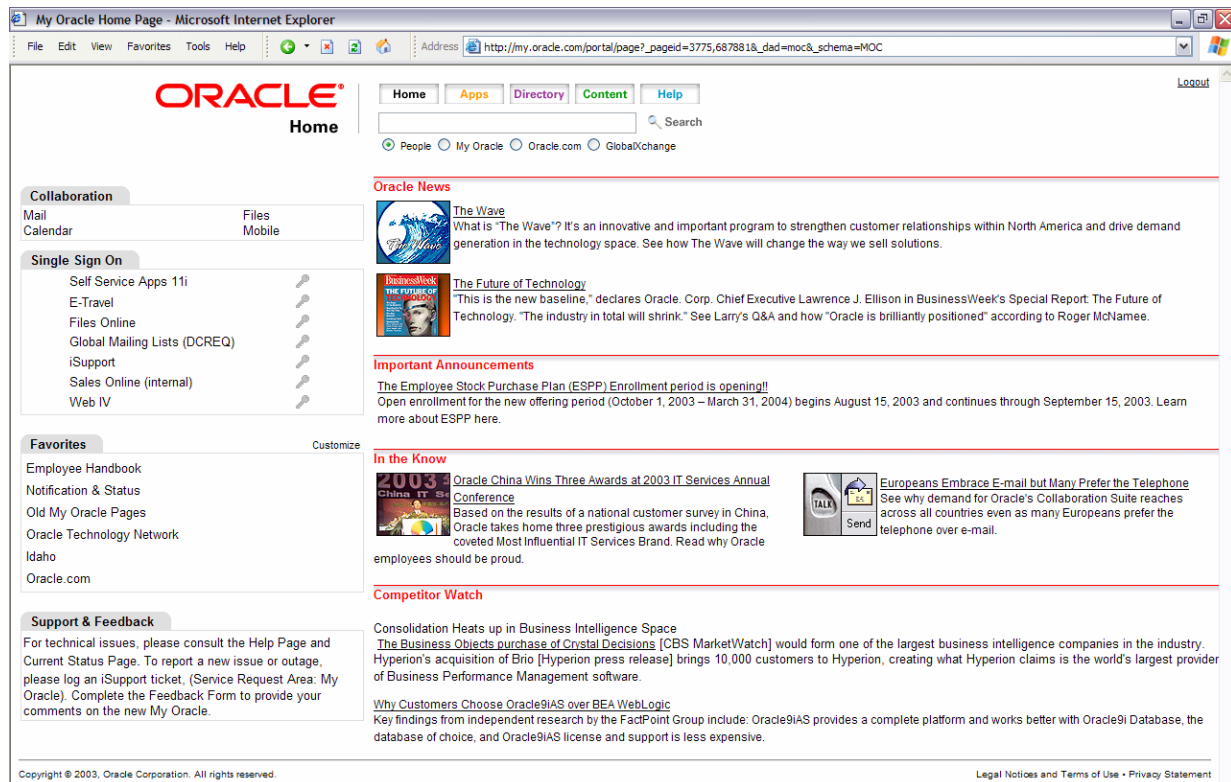 My Oracle Home Page - Microsoft Internet Explorer
File Edit View Favorites Tools Help
Address http://my.oracle.com/portal/page?_pageid=3775,687881&_dad=moc&_schema=MOC
Logout
ORACLE
Home
Home Apps Directory Content Help
Search
People My Oracle Oracle.com GlobalXchange
Collaboration
Mail Files
Calendar Mobile
Single Sign On
Self Service Apps 11i
E-Travel
Files Online
Global Mailing Lists (DCREQ)
iSupport
Sales Online (internal)
Web IV
Favorites Customize
Employee Handbook
Notification & Status
Old My Oracle Pages
Oracle Technology Network
Idaho
Oracle.com
Support & Feedback
For technical issues, please consult the Help Page and
Current Status Page. To report a new issue or outage,
please log an iSupport ticket, (Service Request Area: My
Oracle). Complete the Feedback Form to provide your
comments on the new My Oracle.
Oracle News
The Wave
The Wave
What is "The Wave"? It's an innovative and important program to strengthen customer relationships within North America and drive demand
generation in the technology space. See how The Wave will change the way we sell solutions.
BusinessWeek
THE FUTURE OF
TECHNOLOGY
The Future of Technology
"This is the new baseline," declares Oracle. Corp. Chief Executive Lawrence J. Ellison in BusinessWeek's Special Report: The Future of
Technology. "The industry in total will shrink." See Larry's Q&A and how "Oracle is brilliantly positioned" according to Roger McNamee.
Important Announcements
The Employee Stock Purchase Plan (ESPP) Enrollment period is opening!!
Open enrollment for the new offering period (October 1, 2003 – March 31, 2004) begins August 15, 2003 and continues through September 15, 2003. Learn
more about ESPP here.
In the Know
2003
China IT Se
Oracle China Wins Three Awards at 2003 IT Services Annual
Conference
Based on the results of a national customer survey in China,
Oracle takes home three prestigious awards including the
coveted Most Influential IT Services Brand. Read why Oracle
employees should be proud.
TALK
Send
Europeans Embrace E-mail but Many Prefer the Telephone
See why demand for Oracle's Collaboration Suite reaches
across all countries even as many Europeans prefer the
telephone over e-mail.
Competitor Watch
Consolidation Heats up in Business Intelligence Space
The Business Objects purchase of Crystal Decisions [CBS MarketWatch] would form one of the largest business intelligence companies in the industry.
Hyperion's acquisition of Brio [Hyperion press release] brings 10,000 customers to Hyperion, creating what Hyperion claims is the world's largest provider
of Business Performance Management software.
Why Customers Choose Oracle9iAS over BEA WebLogic
Key findings from independent research by the FactPoint Group include: Oracle9iAS provides a complete platform and works better with Oracle9i Database, the
database of choice, and Oracle9iAS license and support is less expensive.
Copyright © 2003, Oracle Corporation. All rights reserved.
Legal Notices and Terms of Use • Privacy Statement